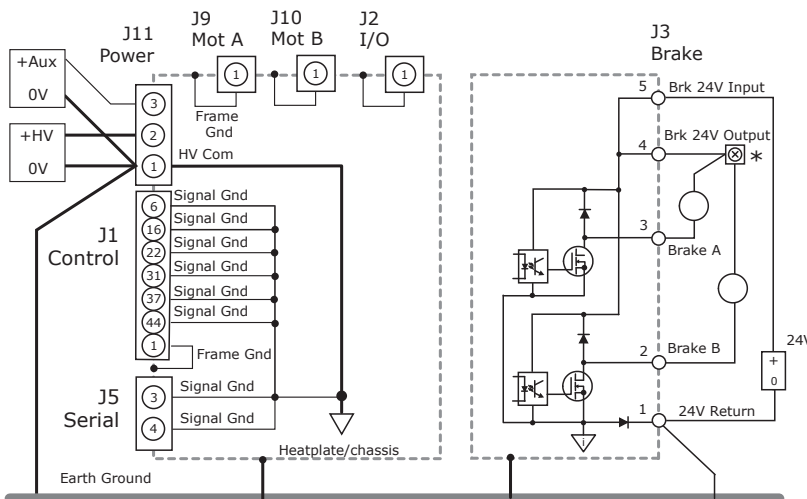 J11
Power
J9
Mot A
J10
Mot B
J2
I/O
J3
Brake
+Aux
0V
+HV
0V
3
2
1
1
1
1
Frame
Gnd
HV Com
J1
Control
6
Signal Gnd
16
Signal Gnd
22
Signal Gnd
31
Signal Gnd
37
Signal Gnd
44
Signal Gnd
1
Frame Gnd
J5
Serial
3
Signal Gnd
4
Signal Gnd
Heatplate/chassis
Earth Ground
5
Brk 24V Input
4
Brk 24V Output
*
3
Brake A
2
Brake B
1
24V Return
24V
+
0
i